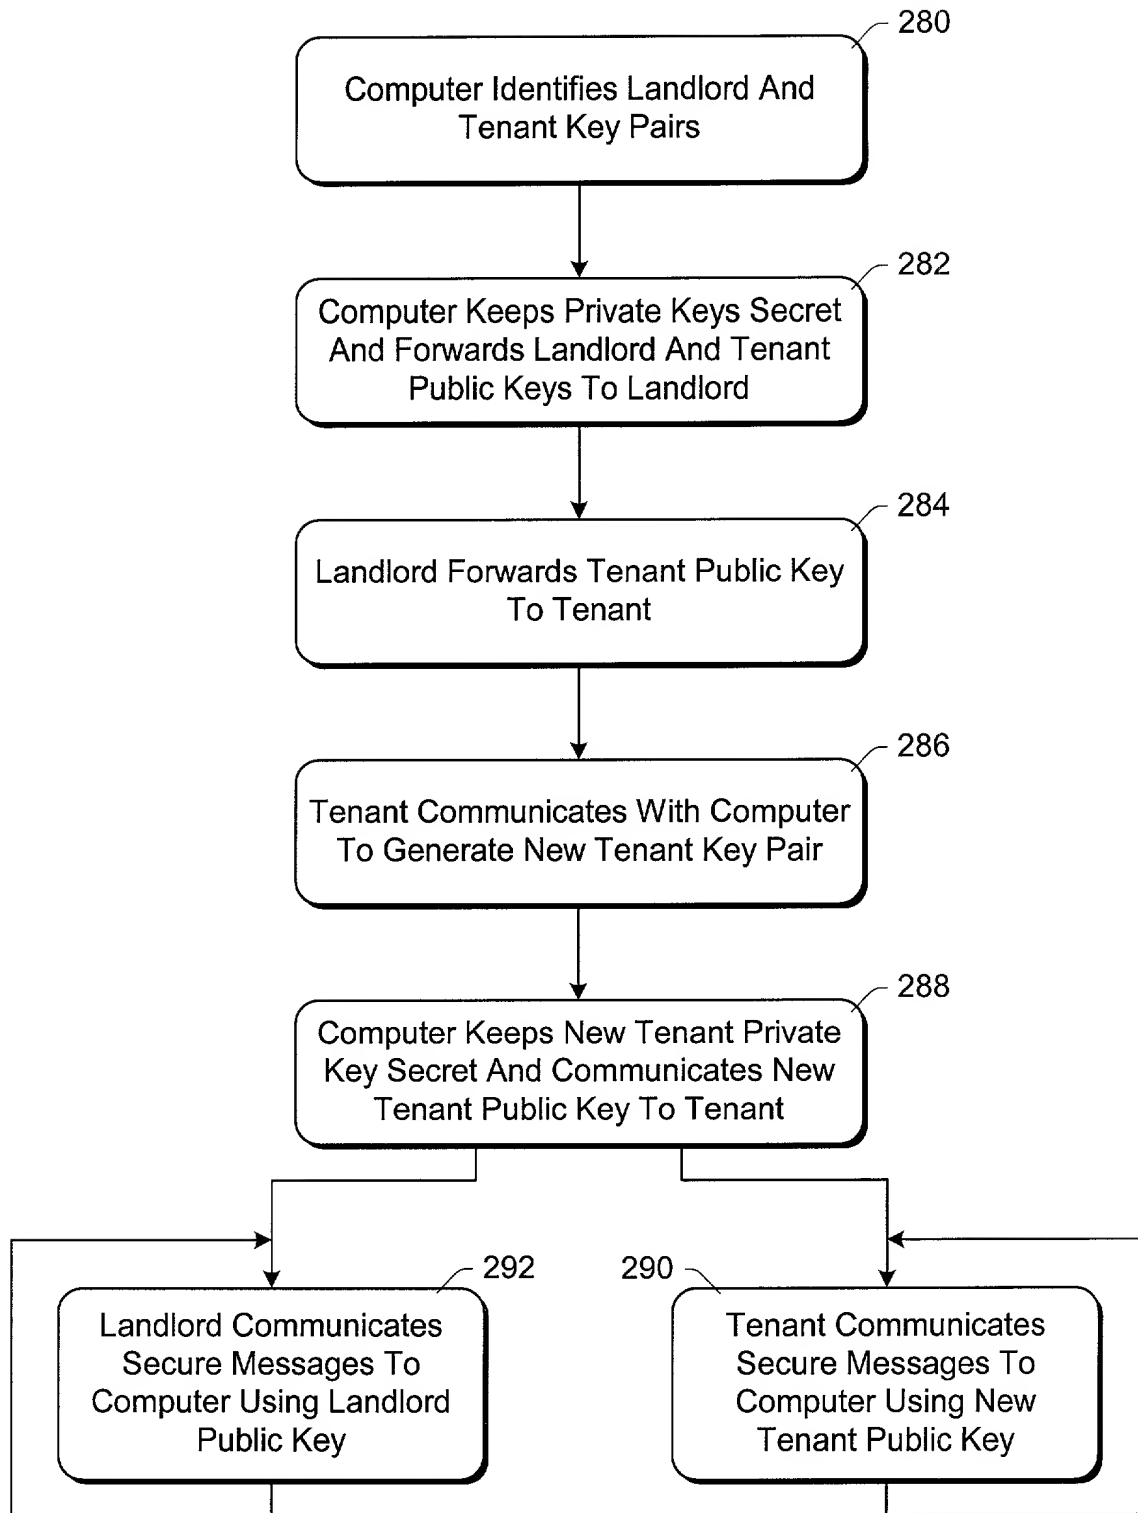 280
Computer Identifies Landlord And
Tenant Key Pairs
282
Computer Keeps Private Keys Secret
And Forwards Landlord And Tenant
Public Keys To Landlord
284
Landlord Forwards Tenant Public Key
To Tenant
286
Tenant Communicates With Computer
To Generate New Tenant Key Pair
288
Computer Keeps New Tenant Private
Key Secret And Communicates New
Tenant Public Key To Tenant
292
Landlord Communicates
Secure Messages To
Computer Using Landlord
Public Key
290
Tenant Communicates
Secure Messages To
Computer Using New
Tenant Public Key